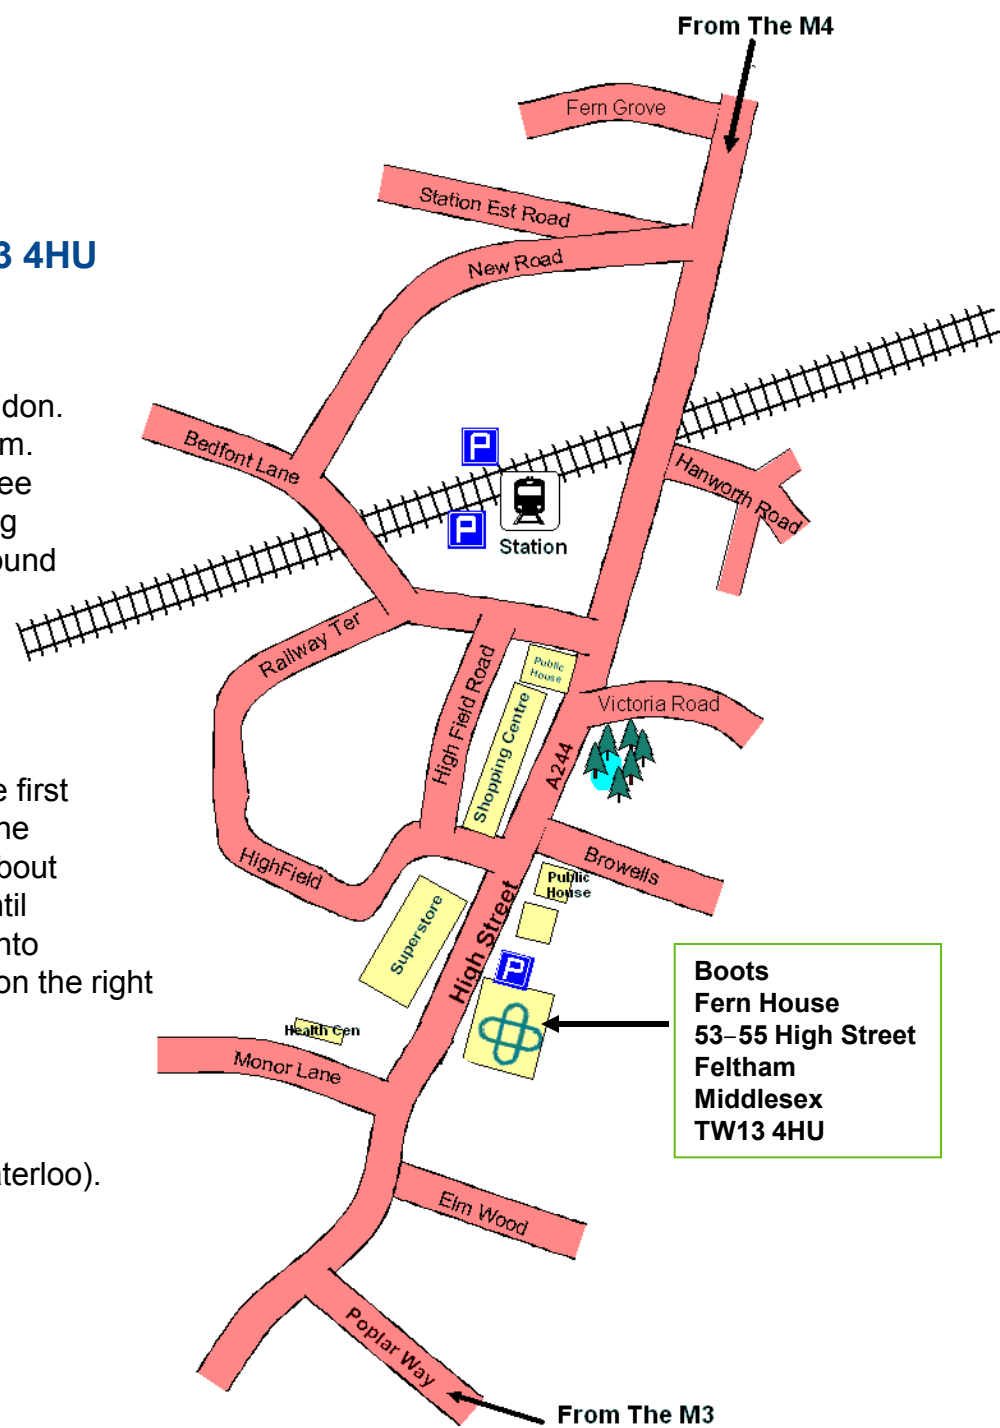 From The M4
Fern Grove
Station Est Road
New Road
3 4HU
don.
m.
ee
g
ound
Bedfont Lane
P
Hanworth Road
P
Station
Railway Ter
High Field Road
Public
House
Shopping Centre
Victoria Road
A244
e first
ne
bout
ntil
nto
on the right
HighField
Browells
Public
House
Superstore
High Street
P
Boots
Fern House
53–55 High Street
Feltham
Middlesex
TW13 4HU
Health Cen
Monor Lane
aterloo).
Elm Wood
Poplar Way
From The M3